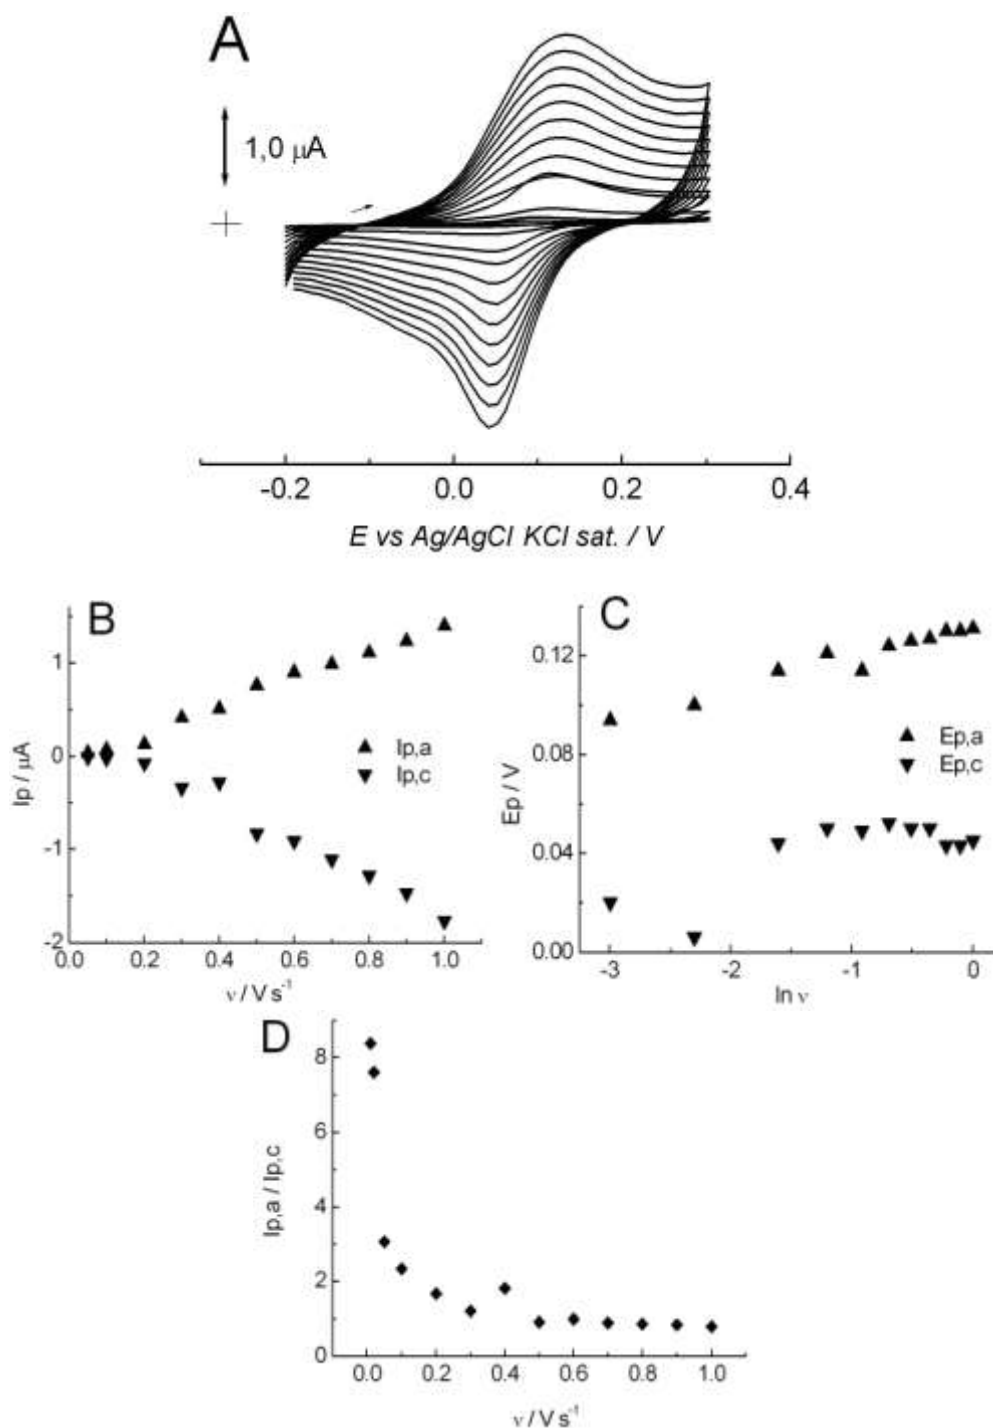 A
1,0 μA
-0.2 0.0 0.2 0.4
E vs Ag/AgCl KCl sat. / V
B
Ip / μA
1
0
-1
-2
Ip,a
Ip,c
0.0 0.2 0.4 0.6 0.8 1.0
ν / V s⁻¹
C
Ep / V
0.12
0.08
0.04
0.00
Ep,a
Ep,c
-3 -2 -1 0
ln ν
D
Ip,a / Ip,c
8
6
4
2
0
0.0 0.2 0.4 0.6 0.8 1.0
ν / V s⁻¹